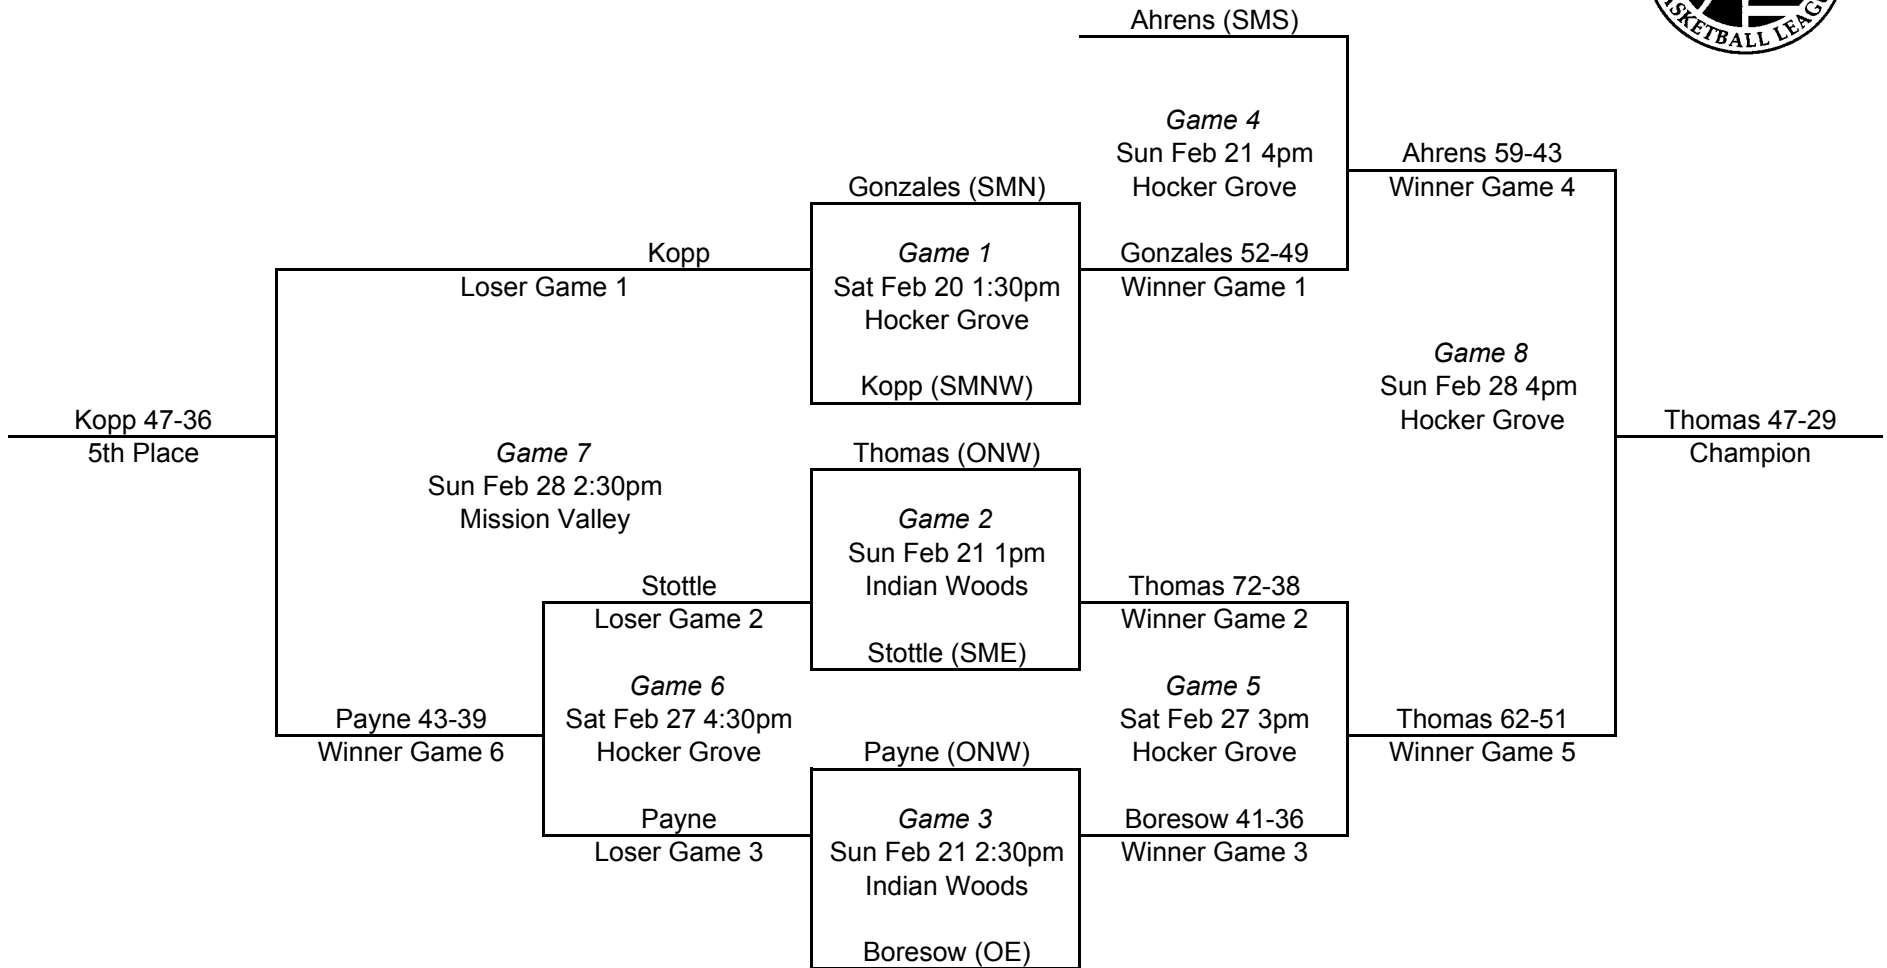 Ahrens (SMS)
BASKETBALL LEAGUE
Game 4
Sun Feb 21 4pm
Hocker Grove
Ahrens 59-43
Winner Game 4
Gonzales (SMN)
Kopp
Loser Game 1
Game 1
Sat Feb 20 1:30pm
Hocker Grove
Gonzales 52-49
Winner Game 1
Kopp (SMNW)
Game 8
Sun Feb 28 4pm
Hocker Grove
Kopp 47-36
5th Place
Thomas 47-29
Champion
Game 7
Sun Feb 28 2:30pm
Mission Valley
Thomas (ONW)
Game 2
Sun Feb 21 1pm
Indian Woods
Stottle
Loser Game 2
Thomas 72-38
Winner Game 2
Stottle (SME)
Game 6
Sat Feb 27 4:30pm
Hocker Grove
Game 5
Sat Feb 27 3pm
Hocker Grove
Payne 43-39
Winner Game 6
Thomas 62-51
Winner Game 5
Payne (ONW)
Payne
Loser Game 3
Game 3
Sun Feb 21 2:30pm
Indian Woods
Boresow 41-36
Winner Game 3
Boresow (OE)